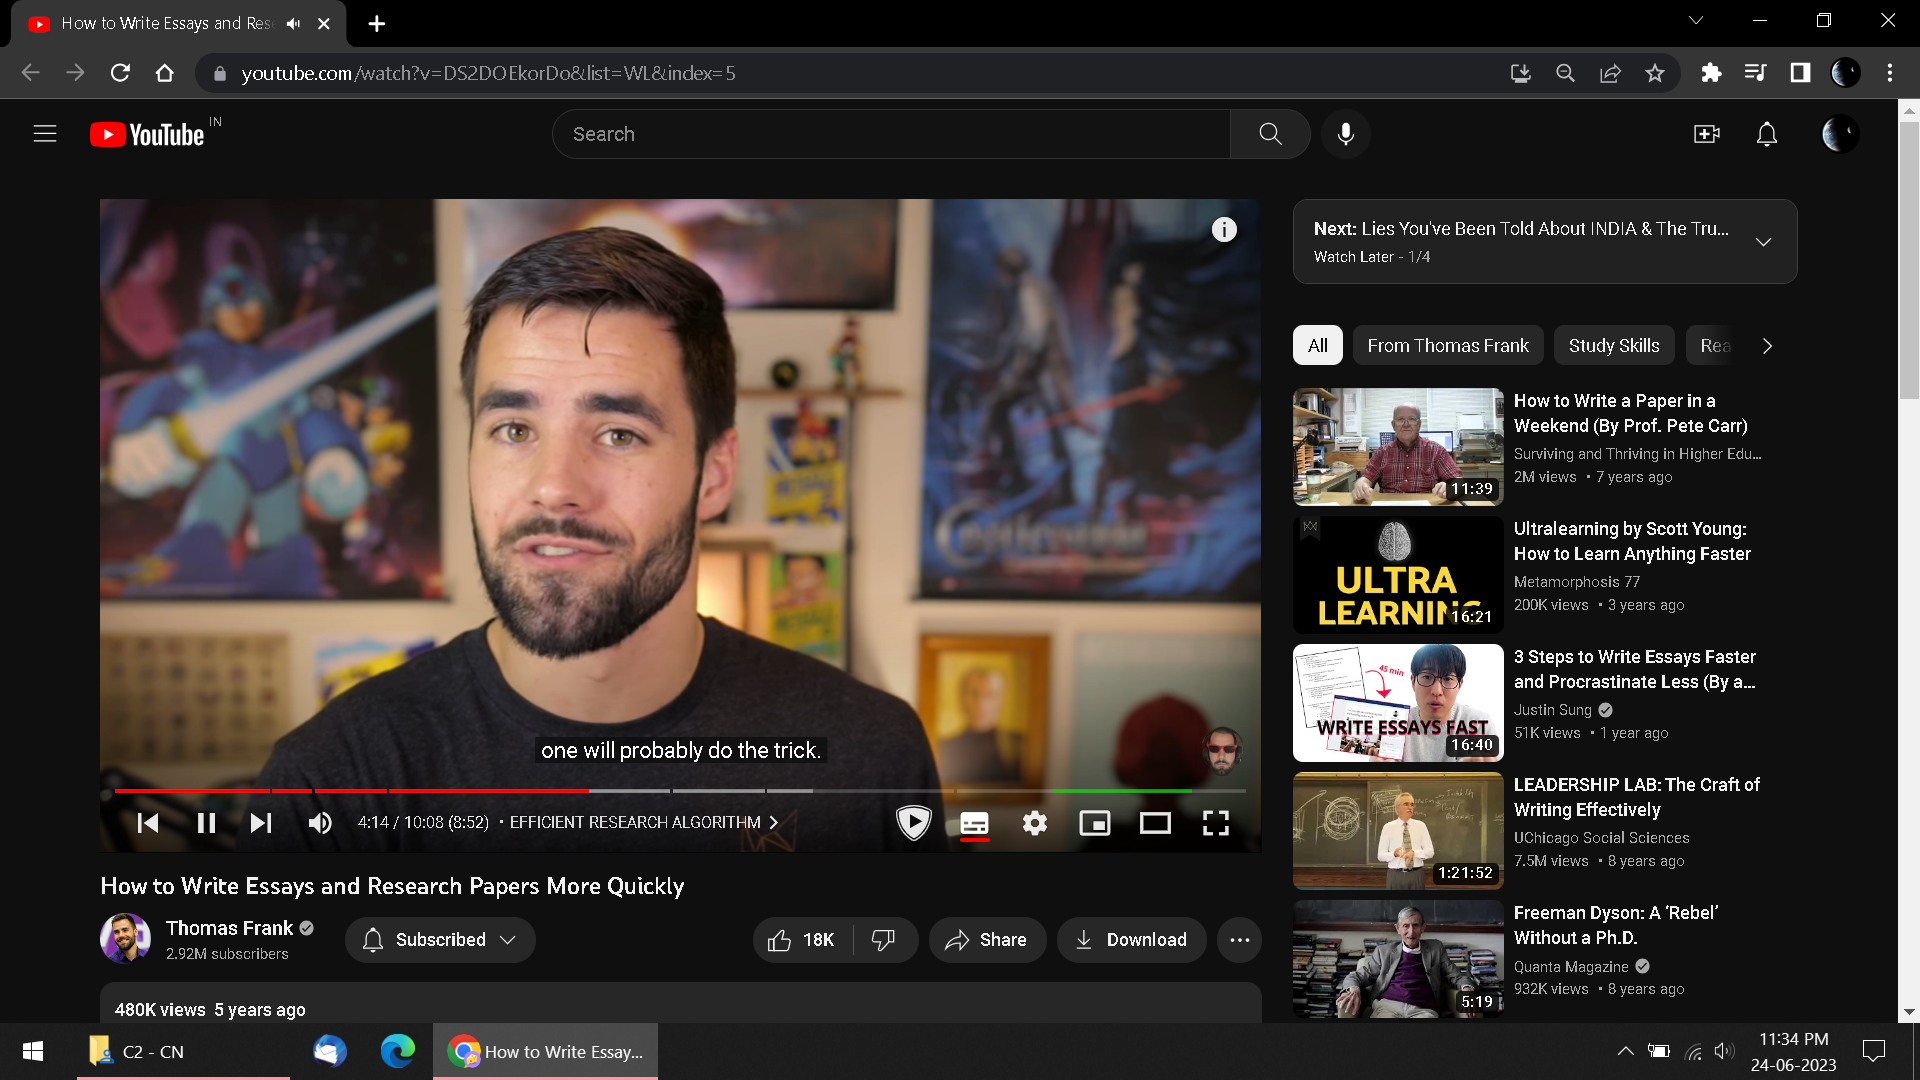 How to Write Essays and Res
youtube.com/watch?v=DS2DOEkorDo&list=WL&index=5
YouTube IN
Search
Next: Lies You've Been Told About INDIA & The Tru...
Watch Later - 1/4
All
From Thomas Frank
Study Skills
Rea
How to Write a Paper in a
Weekend (By Prof. Pete Carr)
Surviving and Thriving in Higher Edu...
2M views • 7 years ago
11:39
Ultralearning by Scott Young:
How to Learn Anything Faster
Metamorphosis 77
200K views • 3 years ago
ULTRA
LEARNING
16:21
3 Steps to Write Essays Faster
and Procrastinate Less (By a...
Justin Sung
51K views • 1 year ago
45 min
WRITE ESSAYS FAST
16:40
LEADERSHIP LAB: The Craft of
Writing Effectively
UChicago Social Sciences
7.5M views • 8 years ago
1:21:52
Freeman Dyson: A ‘Rebel’
Without a Ph.D.
Quanta Magazine
932K views • 8 years ago
5:19
one will probably do the trick.
4:14 / 10:08 (8:52) • EFFICIENT RESEARCH ALGORITHM
How to Write Essays and Research Papers More Quickly
Thomas Frank
2.92M subscribers
Subscribed
18K
Share
Download
480K views 5 years ago
C2 - CN
How to Write Essay...
11:34 PM
24-06-2023